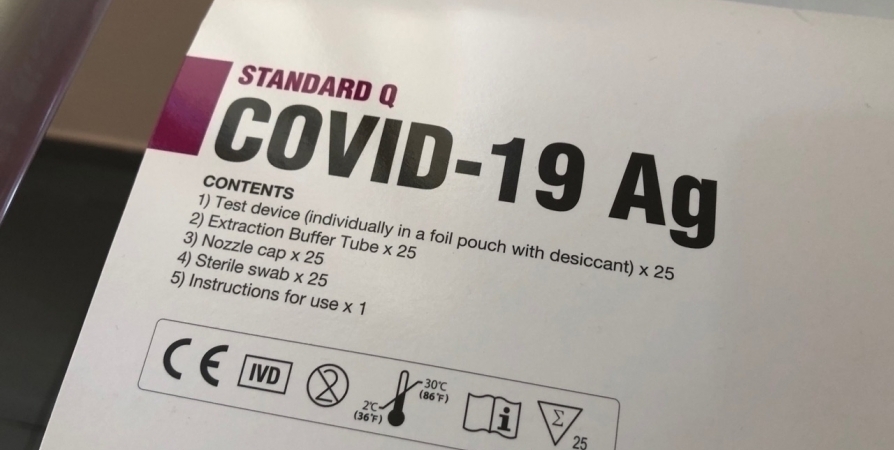 STANDARD Q
COVID-19 Ag
CONTENTS
1) Test device (individually in a foil pouch with desiccant) x 25
2) Extraction Buffer Tube x 25
3) Nozzle cap x 25
4) Sterile swab x 25
5) Instructions for use x 1
CE IVD 2 2℃ (36℉) 30℃ (86℉) i Σ 25